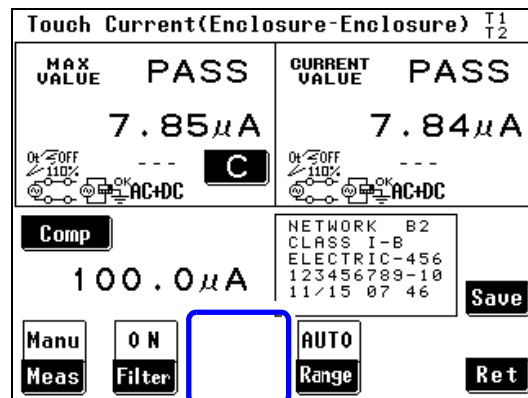 Touch Current(Enclosure-Enclosure) T1
T2
MAX VALUE PASS
7.85µA
0t OFF
110%
--- C
OK AC+DC
CURRENT VALUE PASS
7.84µA
0t OFF
110%
---
OK AC+DC
Comp
100.0µA
NETWORK B2
CLASS I-B
ELECTRIC-456
123456789-10
11/15 07 46
Save
Manu
Meas
ON
Filter
AUTO
Range
Ret